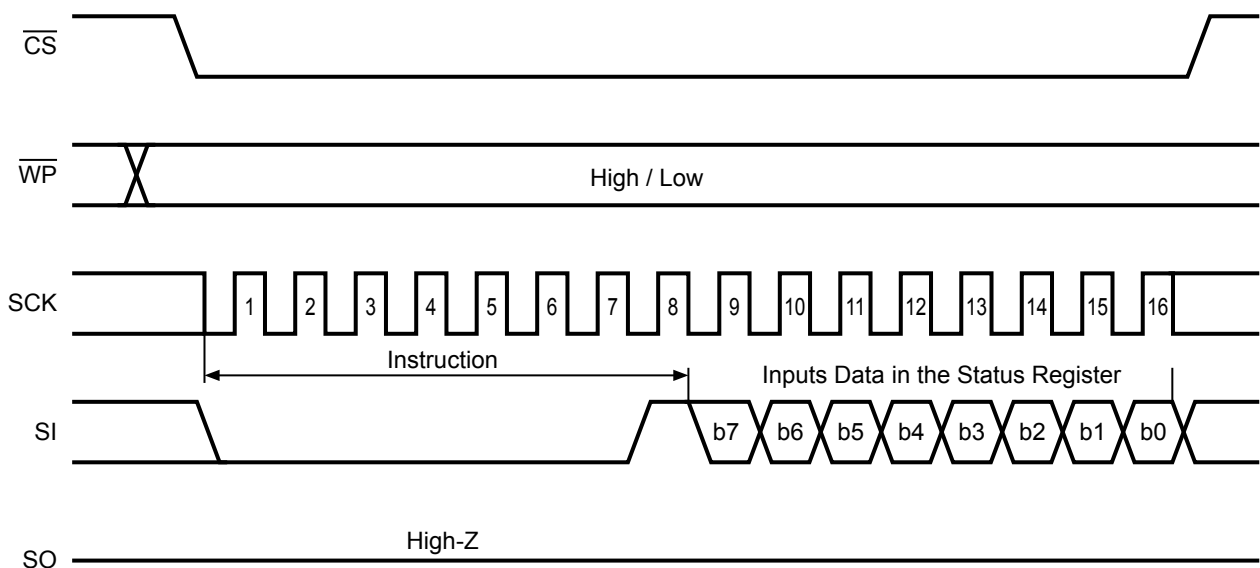 CS
WP
High / Low
SCK 1 2 3 4 5 6 7 8 9 10 11 12 13 14 15 16
Instruction
Inputs Data in the Status Register
SI b7 b6 b5 b4 b3 b2 b1 b0
High-Z
SO